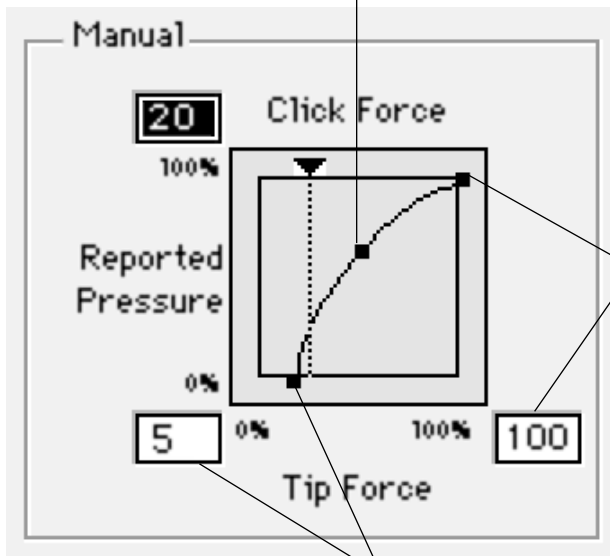 Manual
20
Click Force
100%
Reported
Pressure
0%
5
0%
100%
100
Tip Force